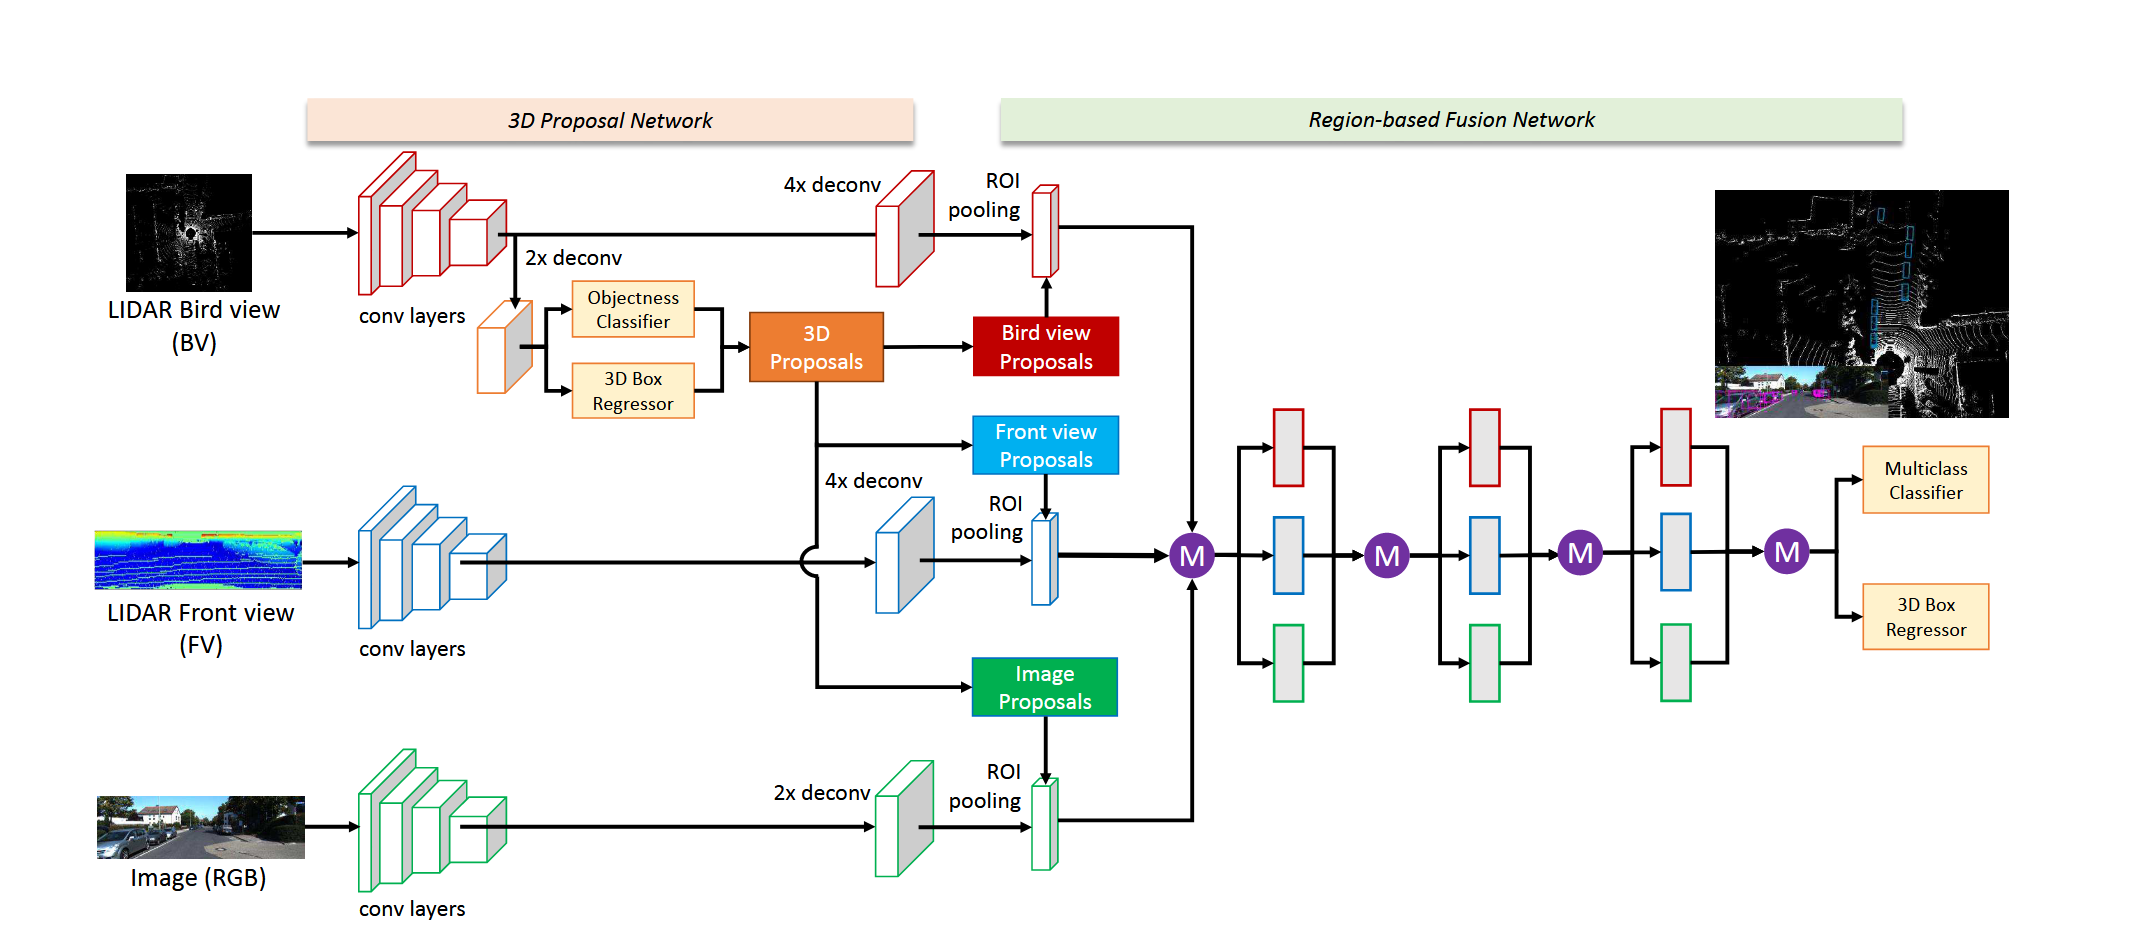 3D Proposal Network
Region-based Fusion Network
4x deconv
ROI
pooling
2x deconv
LIDAR Bird view
(BV)
conv layers
Objectness
Classifier
3D Box
Regressor
3D
Proposals
Bird view
Proposals
Front view
Proposals
4x deconv
ROI
pooling
LIDAR Front view
(FV)
conv layers
Image
Proposals
M
M
M
M
Multiclass
Classifier
3D Box
Regressor
2x deconv
ROI
pooling
Image (RGB)
conv layers